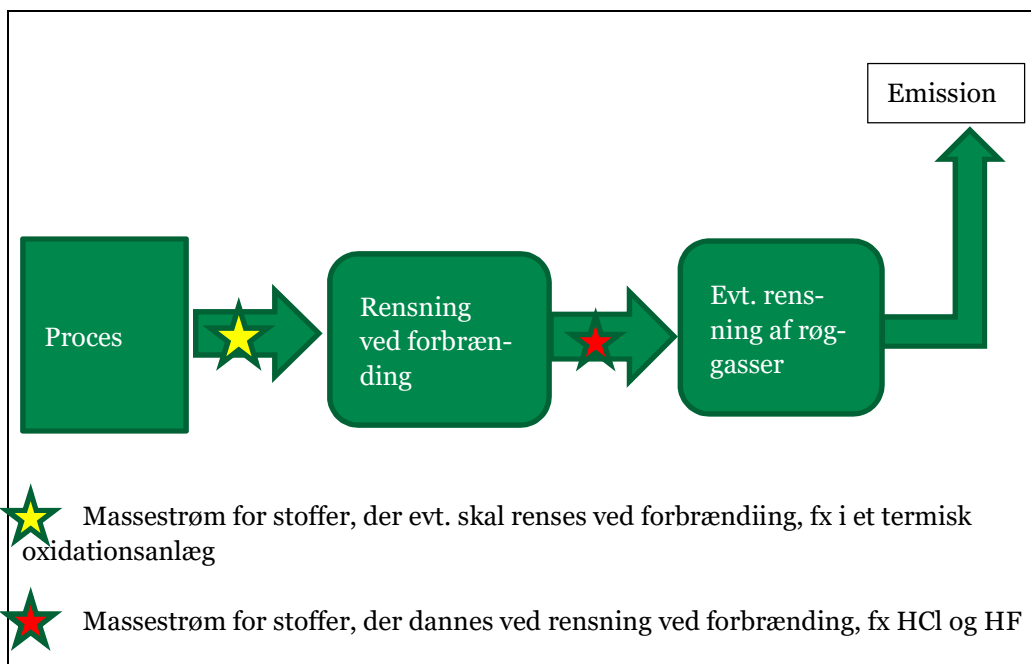 Emission
Proces
Rensning
ved forbræn-
ding
Evt. rens-
ning af røg-
gasser
Massestrøm for stoffer, der evt. skal renses ved forbrændiing, fx i et termisk
oxidationsanlæg
Massestrøm for stoffer, der dannes ved rensning ved forbrænding, fx HCl og HF